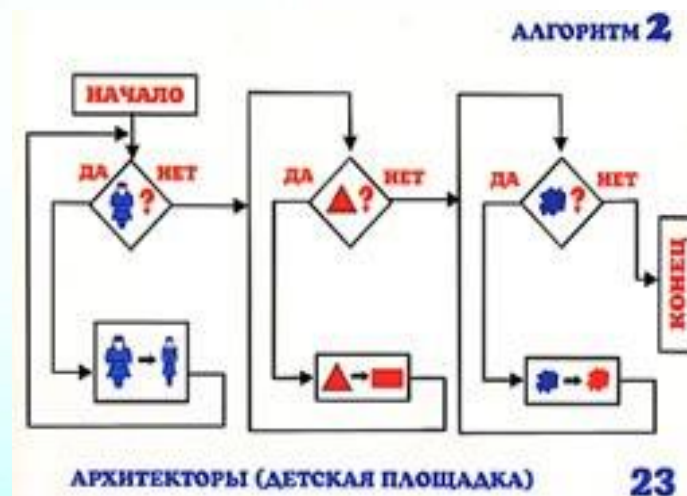 АЛГОРИТМ 2
НАЧАЛО
ДА ? НЕТ
ДА ? НЕТ
ДА ? НЕТ
КОНЕЦ
АРХИТЕКТОРЫ (ДЕТСКАЯ ПЛОЩАДКА) 23